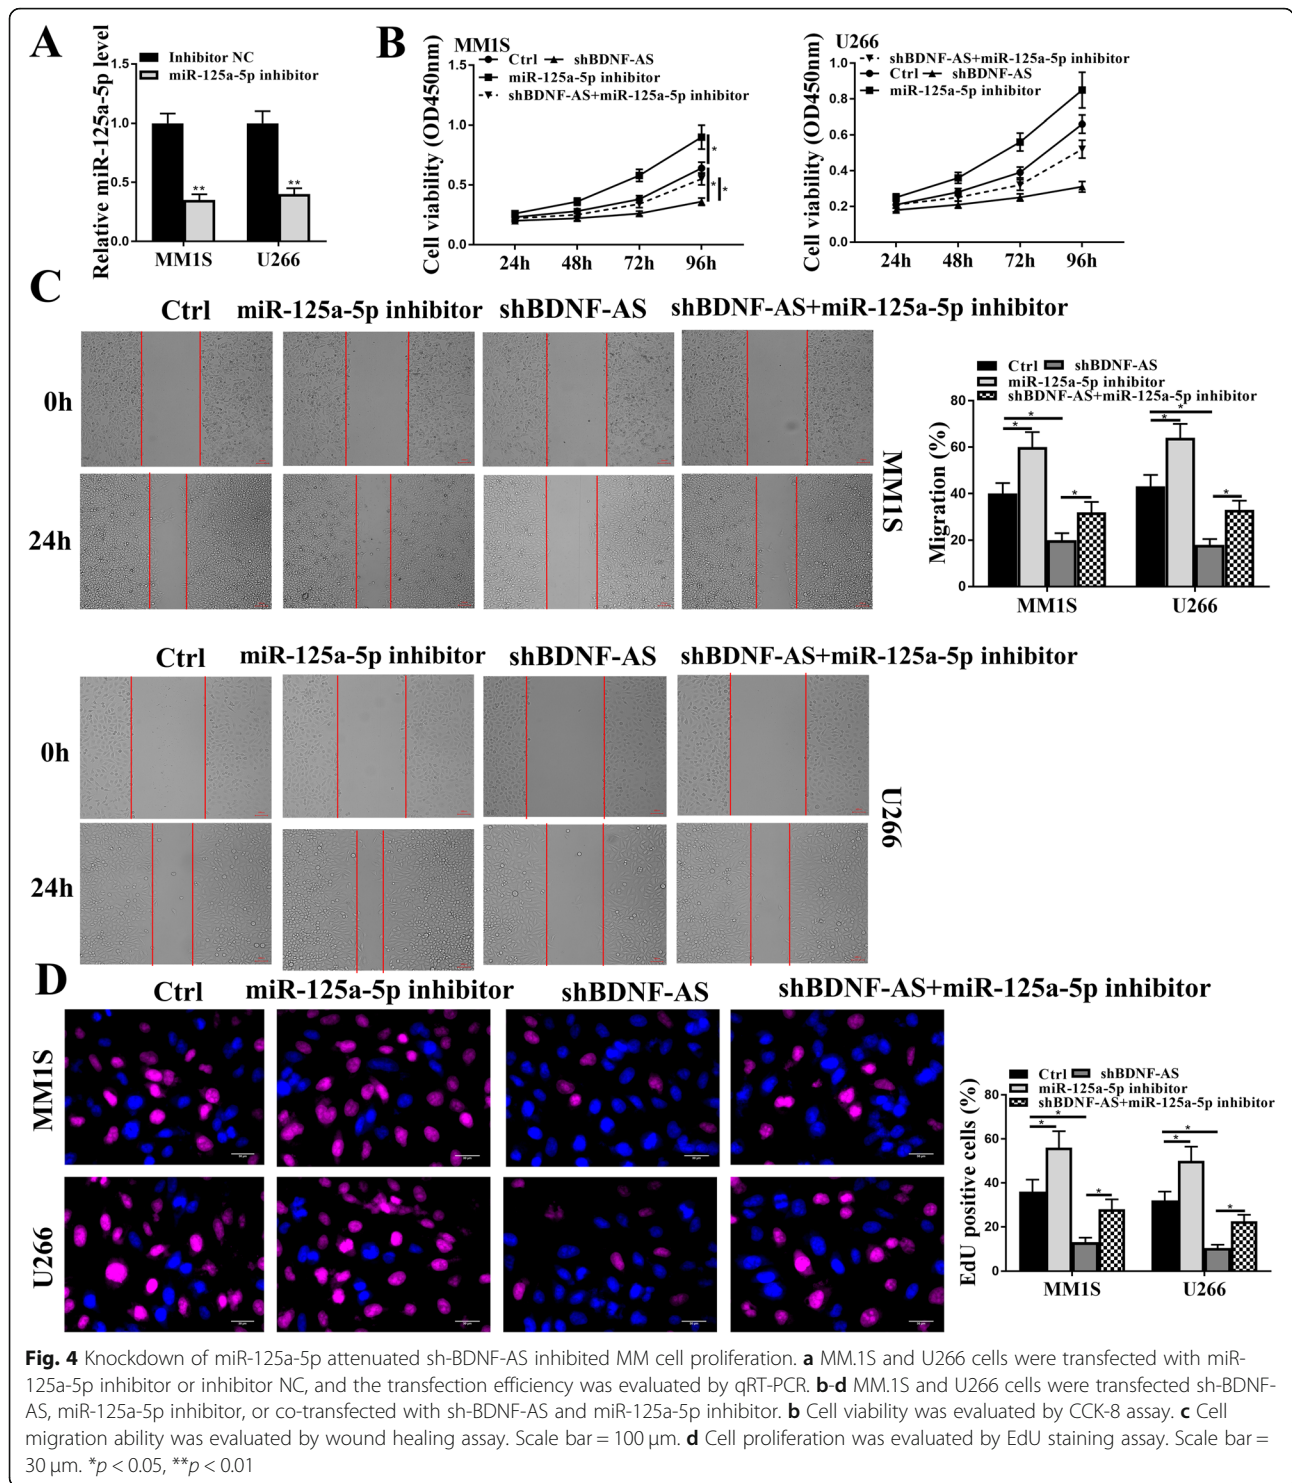 A
Relative miR-125a-5p level
Inhibitor NC
miR-125a-5p inhibitor
1.5
1.0
0.5
0.0
**
**
MM1S
U266
B
MM1S
Ctrl shBDNF-AS
miR-125a-5p inhibitor
shBDNF-AS+miR-125a-5p inhibitor
Cell viability (OD450nm)
1.5
1.0
0.5
0.0
*
*
*
24h 48h 72h 96h
U266
shBDNF-AS+miR-125a-5p inhibitor
Ctrl shBDNF-AS
miR-125a-5p inhibitor
Cell viability (OD450nm)
1.0
0.8
0.6
0.4
0.2
0.0
24h 48h 72h 96h
C
Ctrl miR-125a-5p inhibitor shBDNF-AS shBDNF-AS+miR-125a-5p inhibitor
0h
24h
MM1S
Ctrl shBDNF-AS
miR-125a-5p inhibitor
shBDNF-AS+miR-125a-5p inhibitor
Migration (%)
80
60
40
20
0
* * *
* * *
MM1S U266
Ctrl miR-125a-5p inhibitor shBDNF-AS shBDNF-AS+miR-125a-5p inhibitor
0h
24h
U266
D
Ctrl miR-125a-5p inhibitor shBDNF-AS shBDNF-AS+miR-125a-5p inhibitor
MM1S
U266
Ctrl shBDNF-AS
miR-125a-5p inhibitor
shBDNF-AS+miR-125a-5p inhibitor
EdU positive cells (%)
80
60
40
20
0
* * *
* * *
MM1S U266
Fig. 4 Knockdown of miR-125a-5p attenuated sh-BDNF-AS inhibited MM cell proliferation. a MM.1S and U266 cells were transfected with miR-
125a-5p inhibitor or inhibitor NC, and the transfection efficiency was evaluated by qRT-PCR. b-d MM.1S and U266 cells were transfected sh-BDNF-
AS, miR-125a-5p inhibitor, or co-transfected with sh-BDNF-AS and miR-125a-5p inhibitor. b Cell viability was evaluated by CCK-8 assay. c Cell
migration ability was evaluated by wound healing assay. Scale bar = 100 μm. d Cell proliferation was evaluated by EdU staining assay. Scale bar =
30 μm. *p < 0.05, **p < 0.01